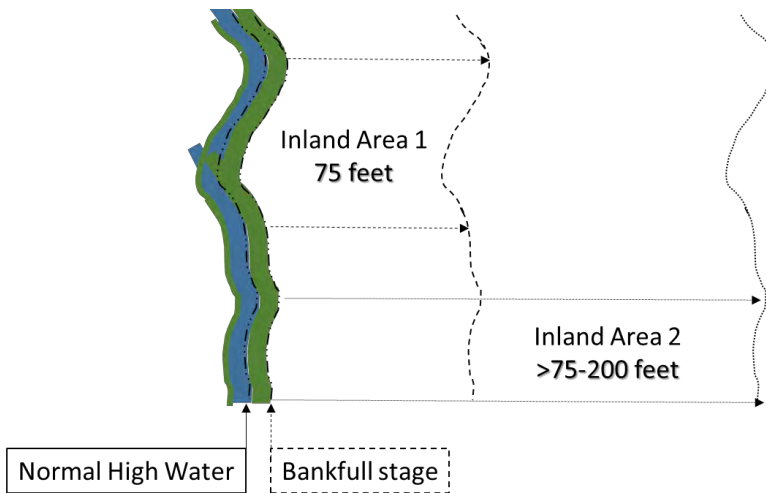 Inland Area 1
75 feet
Inland Area 2
>75-200 feet
Normal High Water
Bankfull stage